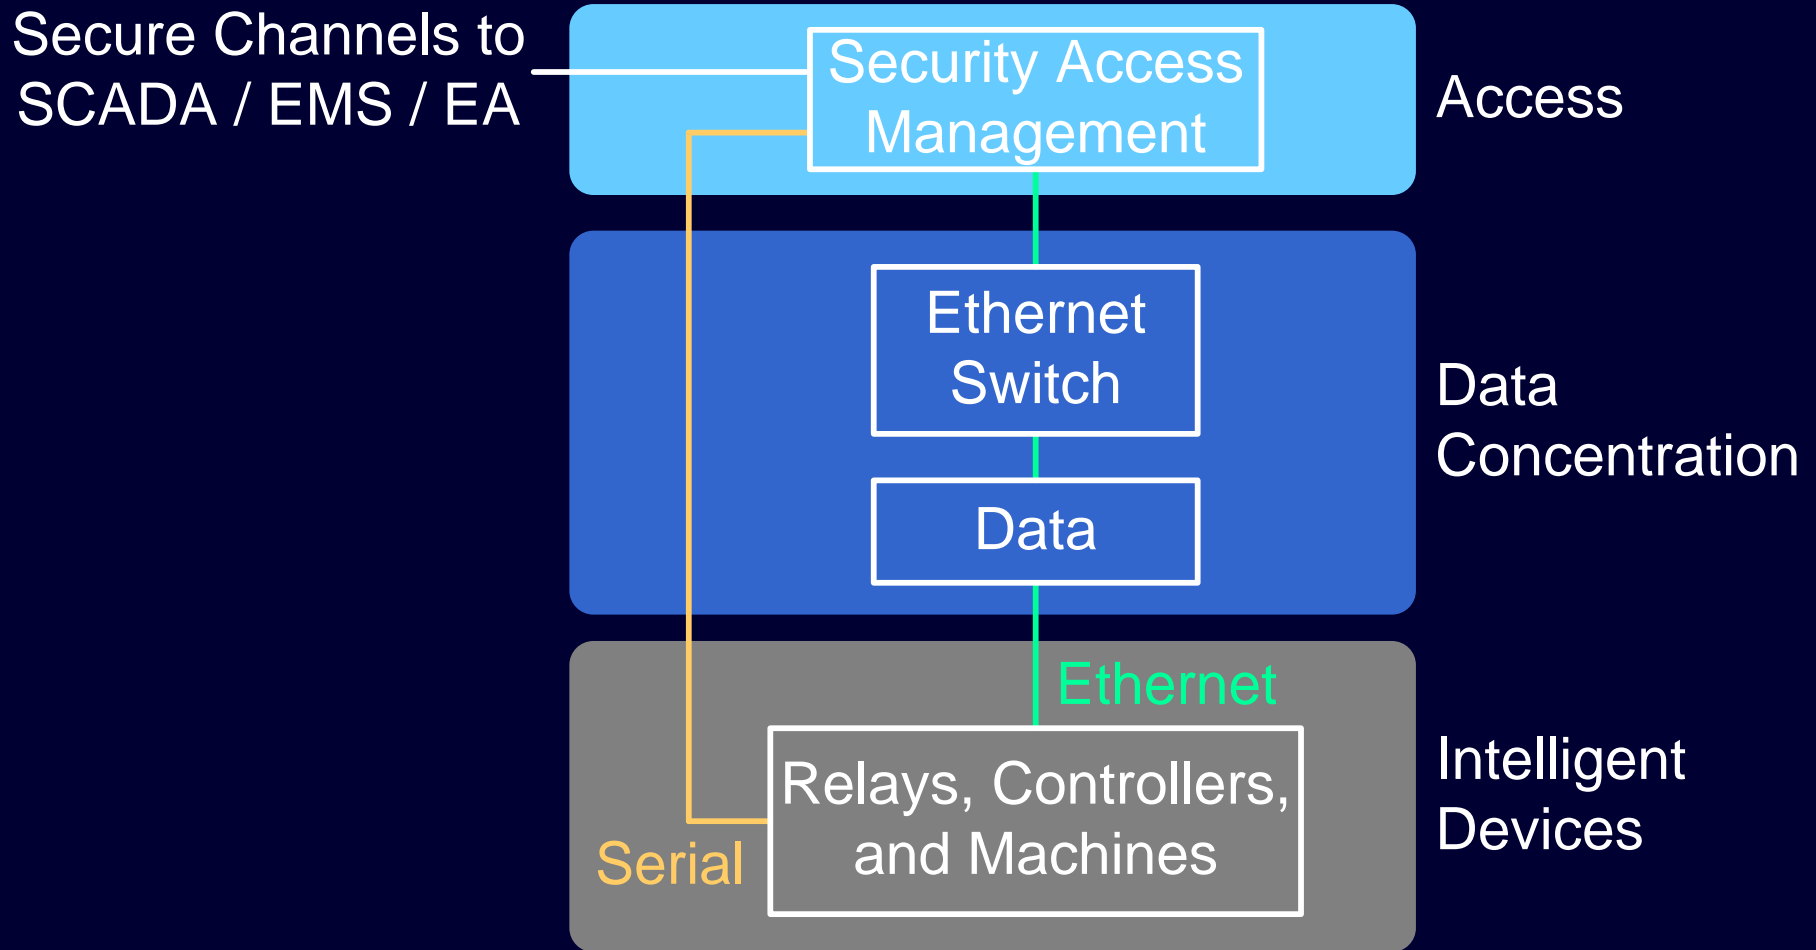 Secure Channels to
SCADA / EMS / EA
Security Access
Management
Access
Ethernet
Switch
Data
Data
Concentration
Ethernet
Relays, Controllers,
and Machines
Serial
Intelligent
Devices